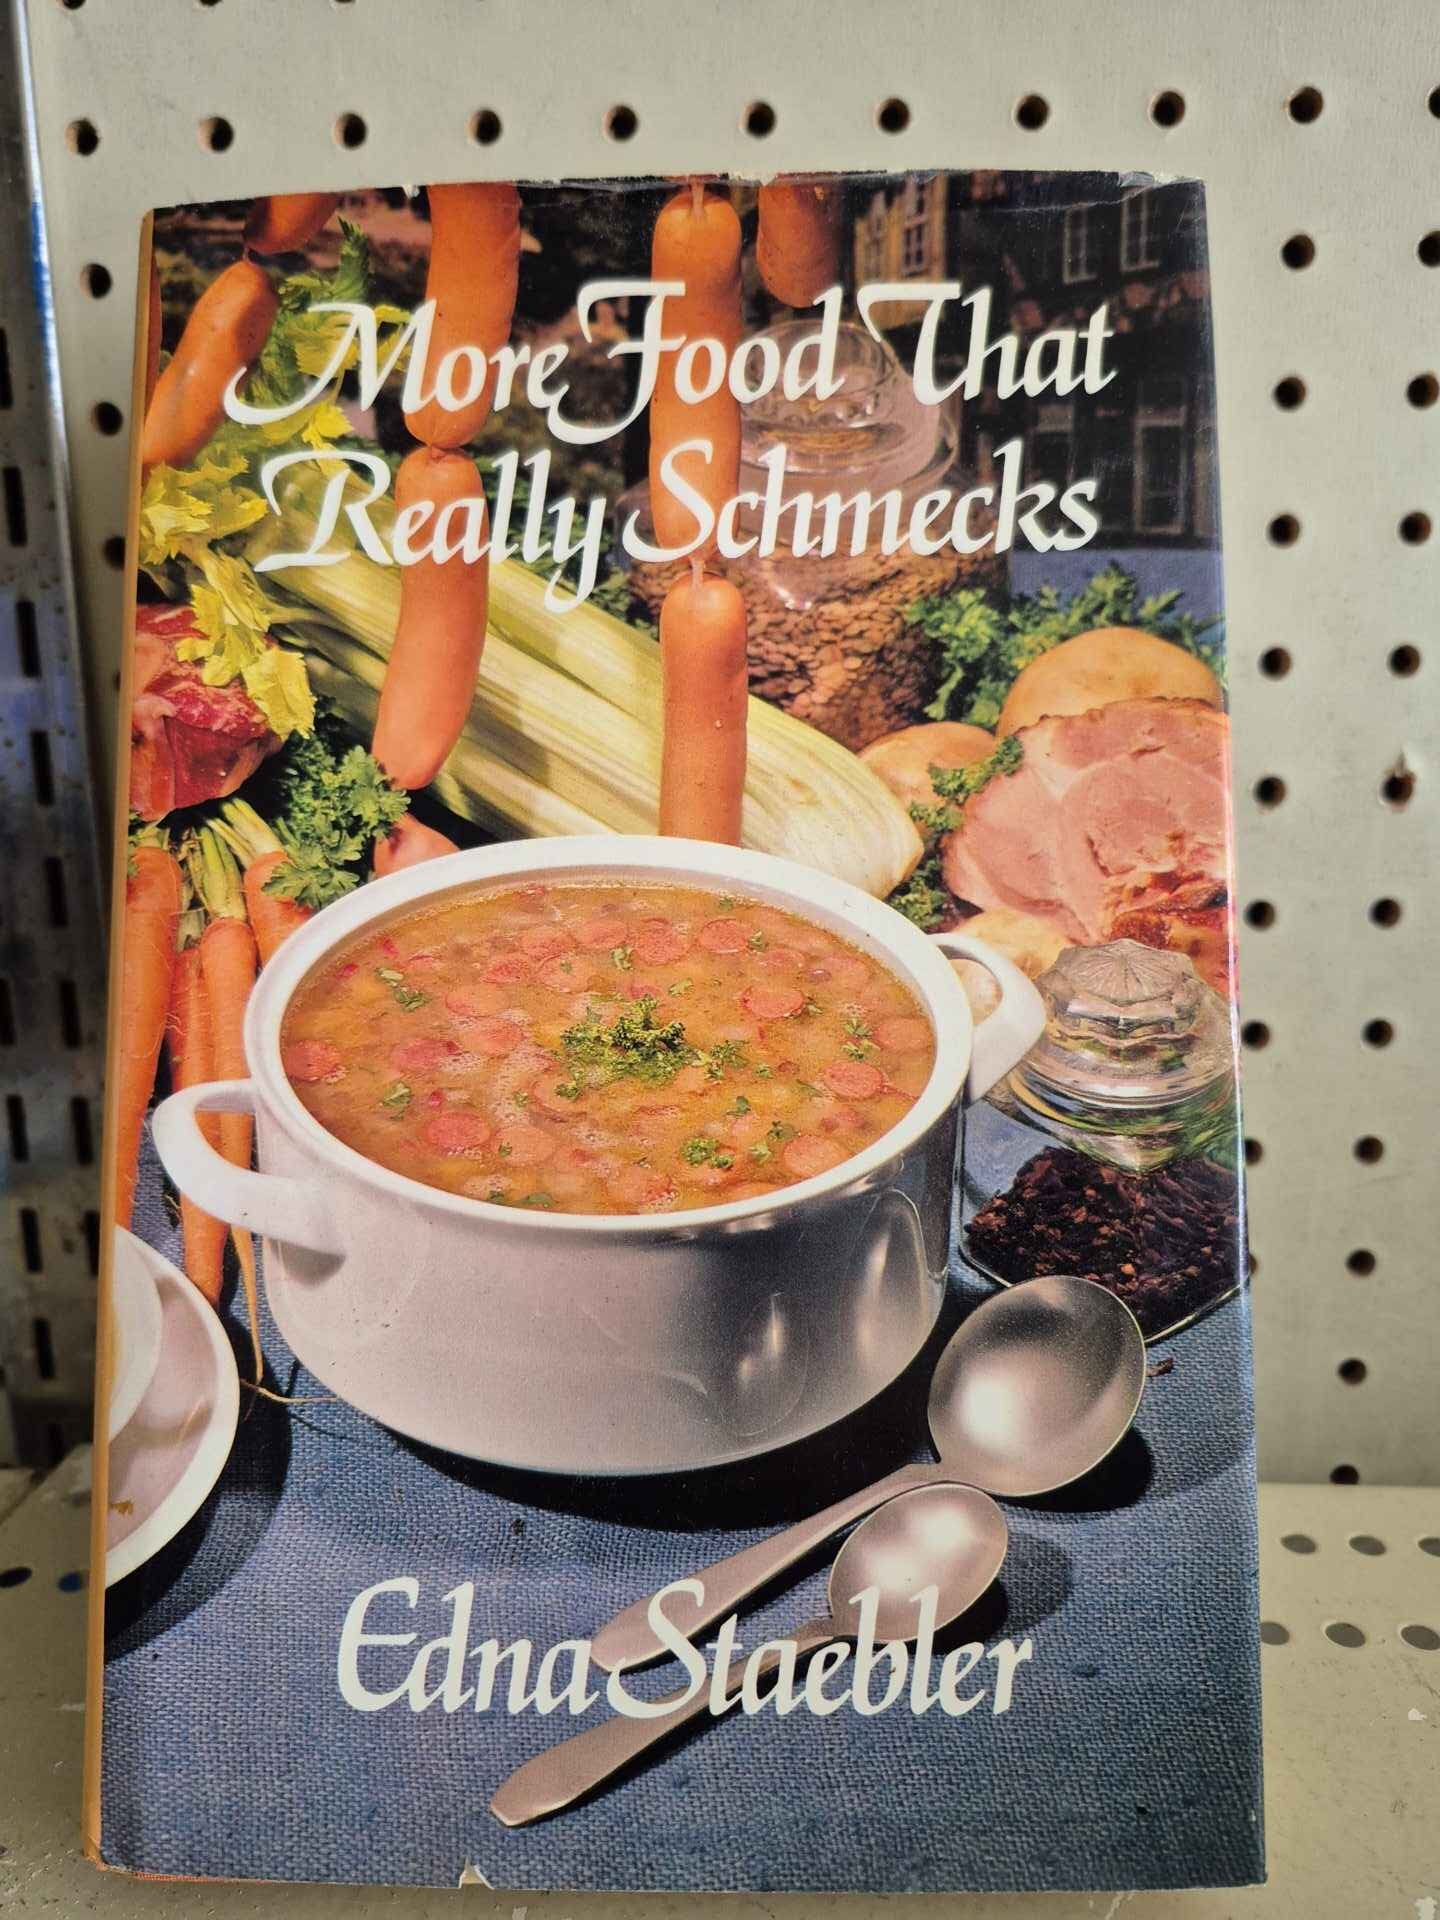 More Food That
Really Schmecks
Edna Staebler